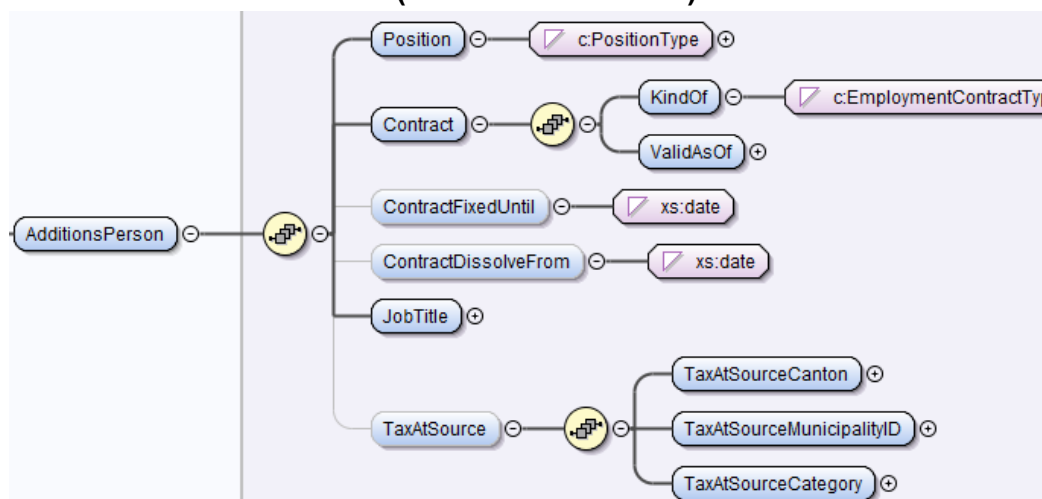 Position
c:PositionType
KindOf
Contract
ValidAsOf
ContractFixedUntil
xs:date
AdditionsPerson
ContractDissolveFrom
xs:date
JobTitle
TaxAtSourceCanton
TaxAtSource
TaxAtSourceMunicipalityID
TaxAtSourceCategory